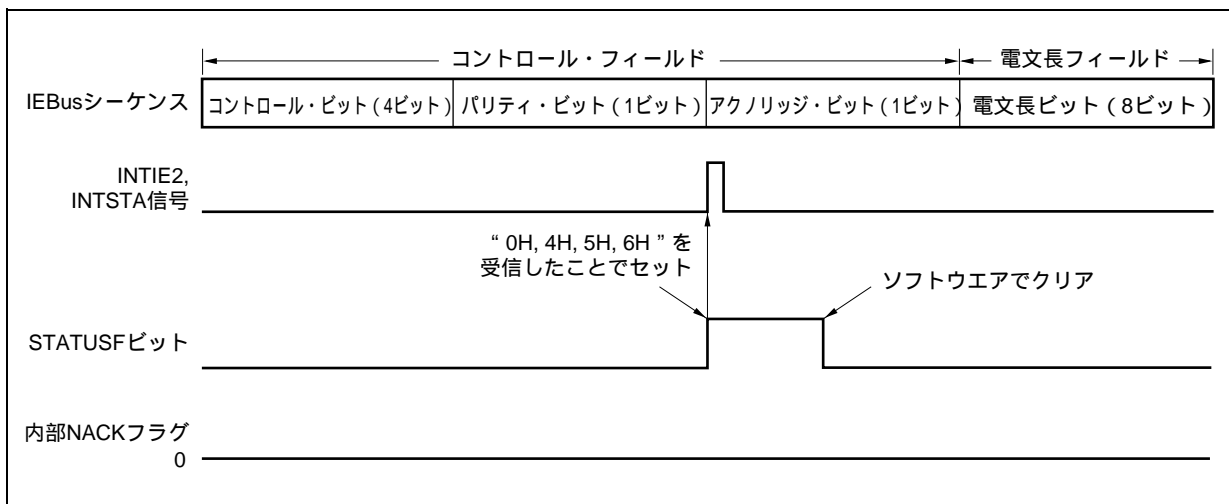 コントロール・フィールド 電文長フィールド
IEBusシーケンス コントロール・ビット(4ビット) パリティ・ビット(1ビット) アクノリッジ・ビット(1ビット) 電文長ビット(8ビット)
INTIE2,
INTSTA信号
“0H, 4H, 5H, 6H”を
受信したことでセット
ソフトウエアでクリア
STATUSFビット
内部NACKフラグ
0